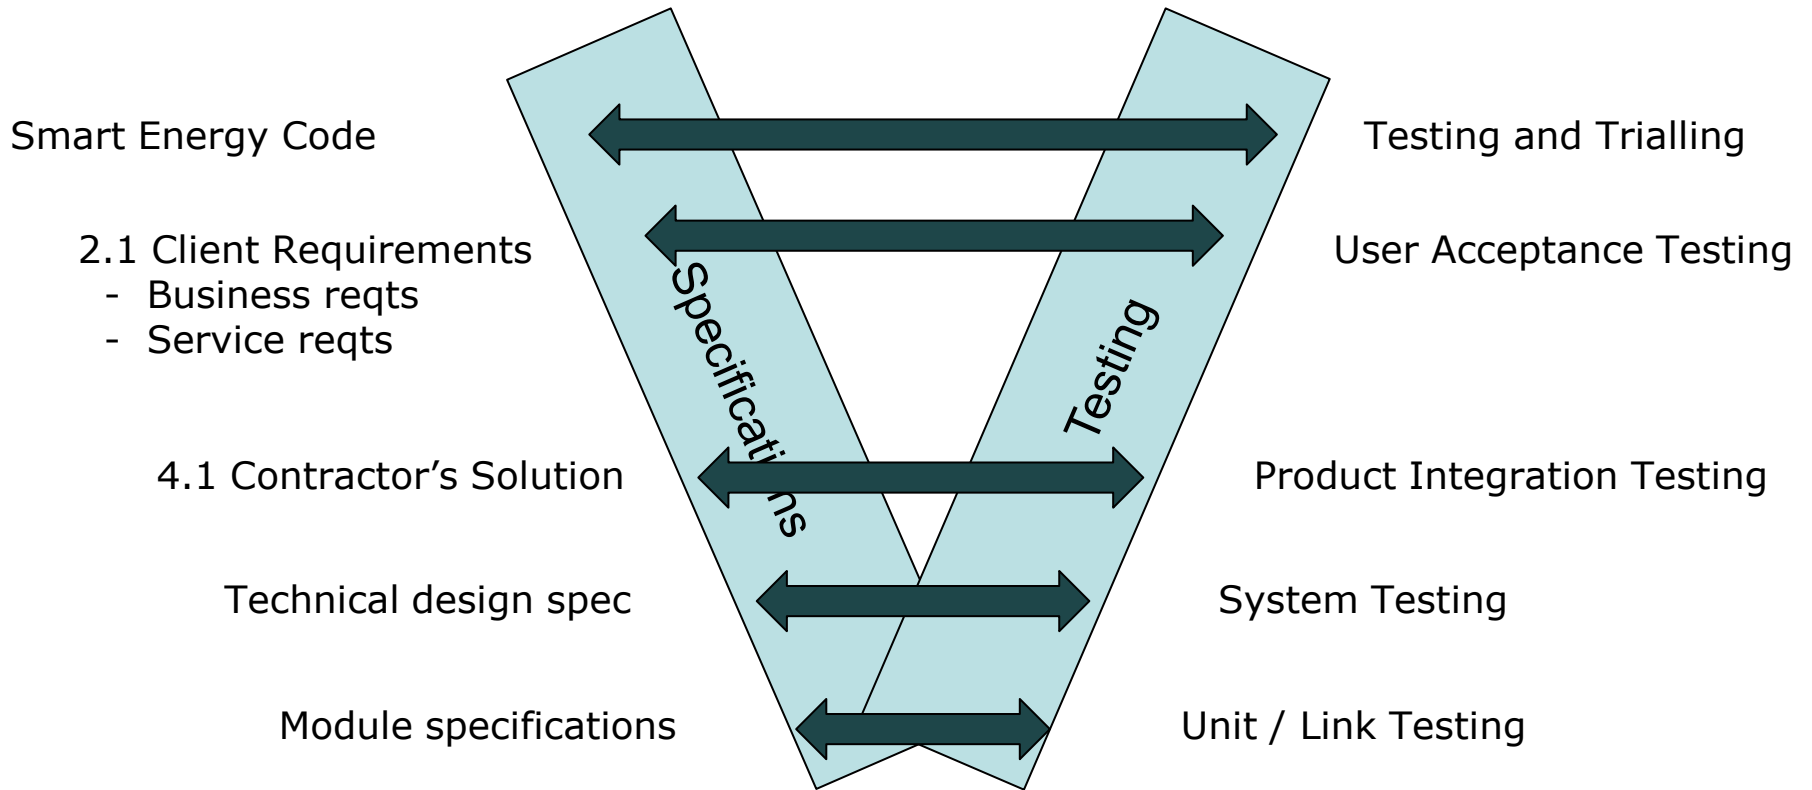 Smart Energy Code
Testing and Trialling
2.1 Client Requirements
- Business reqts
- Service reqts
User Acceptance Testing
Specifications
Testing
4.1 Contractor’s Solution
Product Integration Testing
Technical design spec
System Testing
Module specifications
Unit / Link Testing